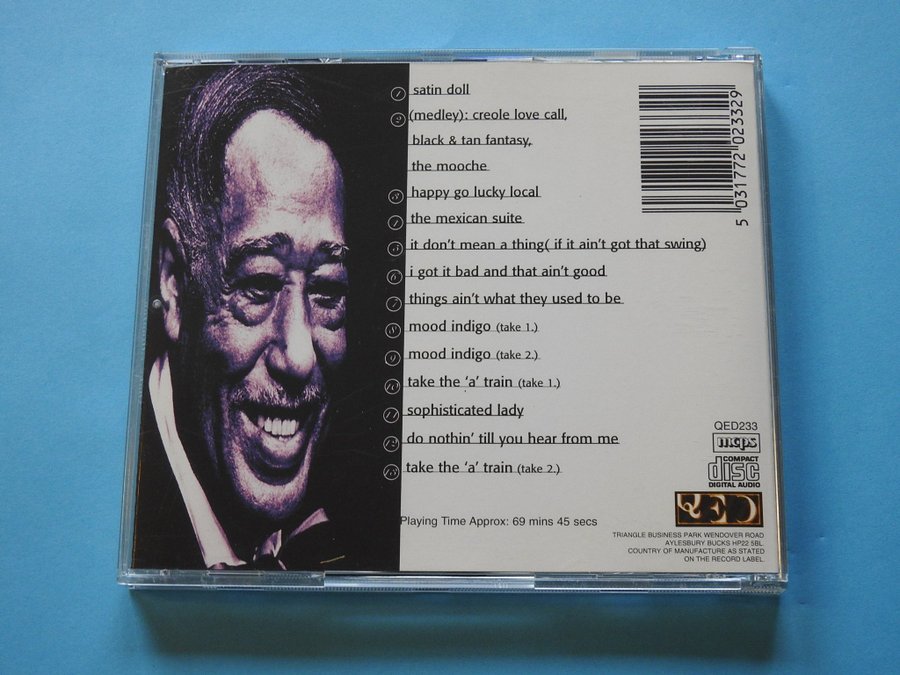 1 satin doll
2 (medley): creole love call,
black & tan fantasy,
the mooche
3 happy go lucky local
4 the mexican suite
5 it don't mean a thing( if it ain't got that swing)
6 i got it bad and that ain't good
7 things ain't what they used to be
8 mood indigo (take 1.)
9 mood indigo (take 2.)
10 take the 'a' train (take 1.)
11 sophisticated lady
12 do nothin' till you hear from me
13 take the 'a' train (take 2.)
Playing Time Approx: 69 mins 45 secs
5 031772 023329
QED233
mcps
COMPACT
disc
DIGITAL AUDIO
QED
TRIANGLE BUSINESS PARK WENDOVER ROAD
AYLESBURY BUCKS HP22 5BL.
COUNTRY OF MANUFACTURE AS STATED
ON THE RECORD LABEL.